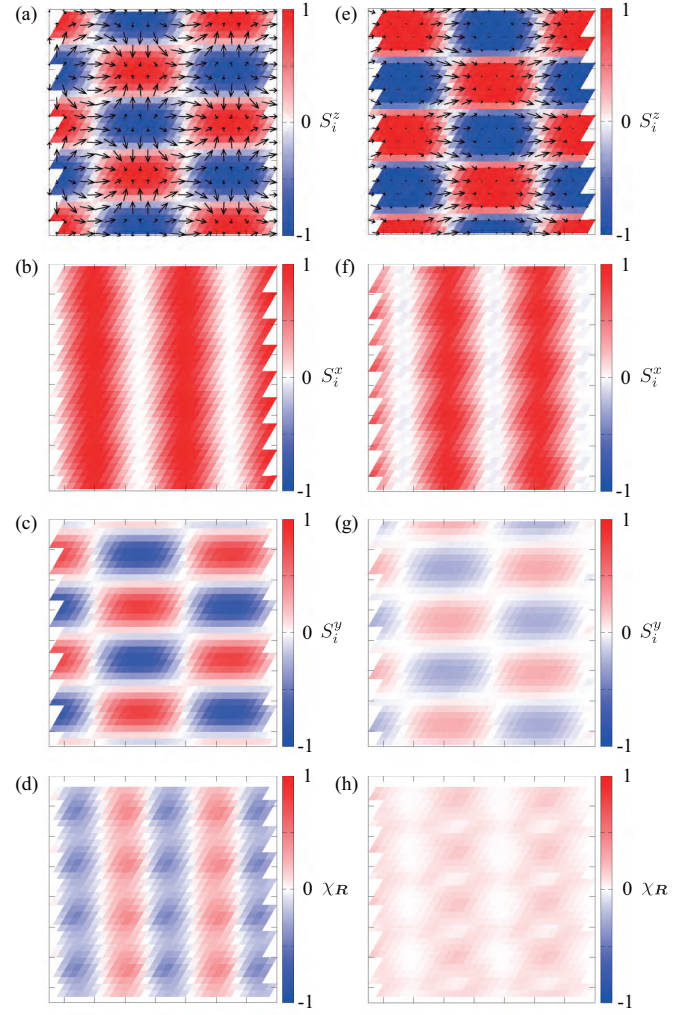 (a)
1
0 S_i^z
-1
(e)
1
0 S_i^z
-1
(b)
1
0 S_i^x
-1
(f)
1
0 S_i^x
-1
(c)
1
0 S_i^y
-1
(g)
1
0 S_i^y
-1
(d)
1
0 χ_R
-1
(h)
1
0 χ_R
-1